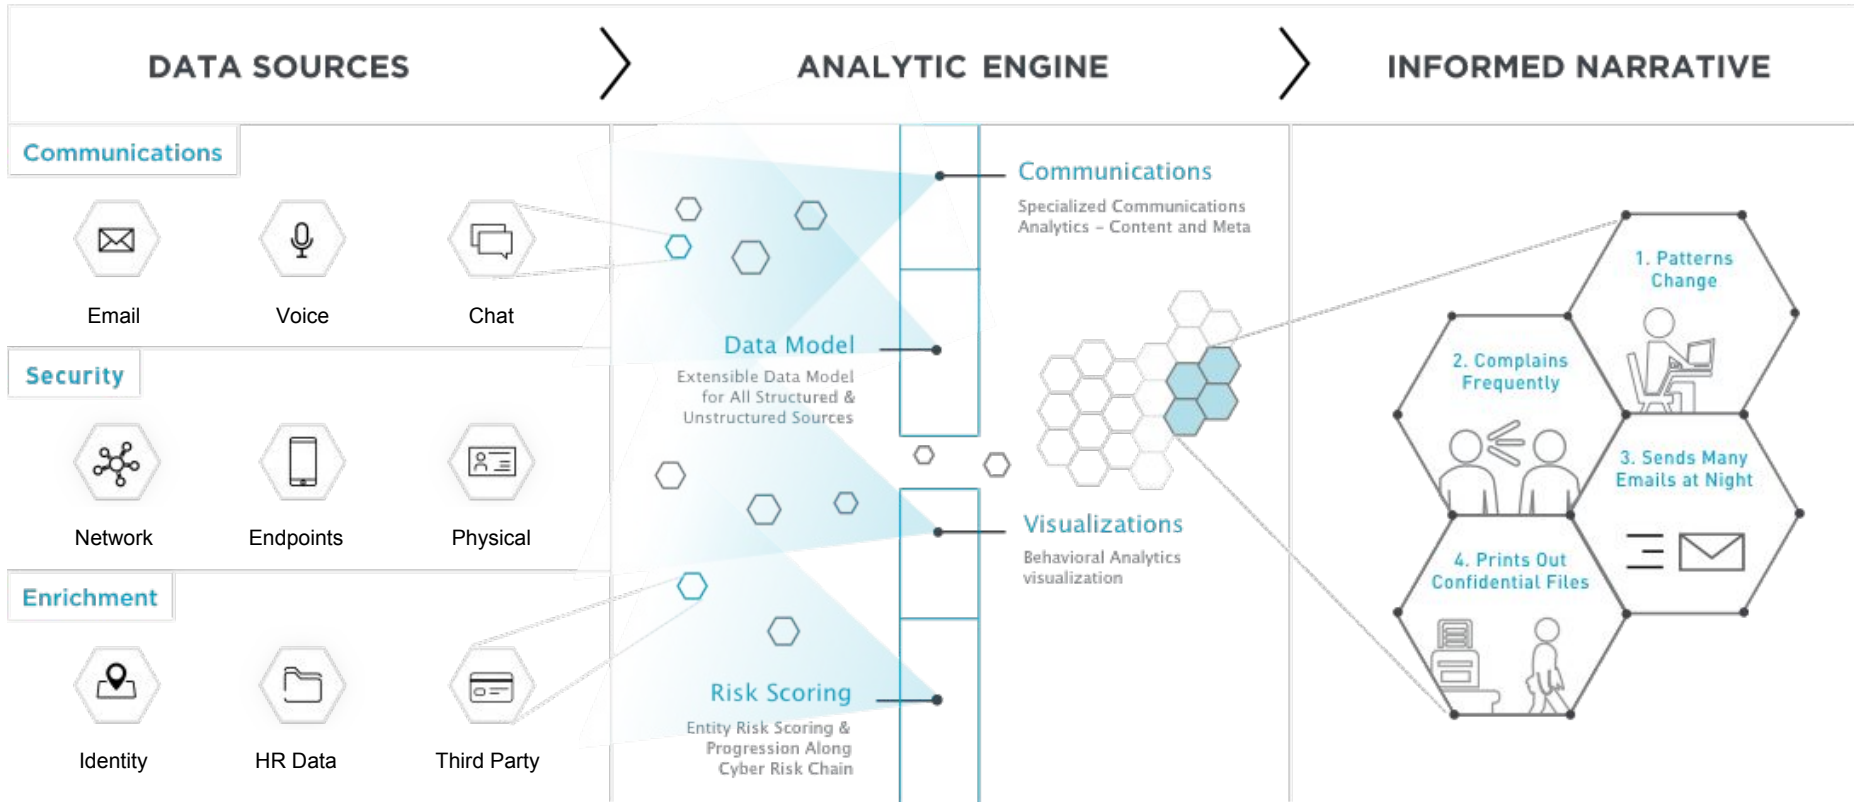 DATA SOURCES
ANALYTIC ENGINE
INFORMED NARRATIVE
Communications
Email
Voice
Chat
Security
Network
Endpoints
Physical
Enrichment
Identity
HR Data
Third Party
Communications
Specialized Communications
Analytics – Content and Meta
Data Model
Extensible Data Model
for All Structured &
Unstructured Sources
Visualizations
Behavioral Analytics
visualization
Risk Scoring
Entity Risk Scoring &
Progression Along
Cyber Risk Chain
1. Patterns
Change
2. Complains
Frequently
3. Sends Many
Emails at Night
4. Prints Out
Confidential Files